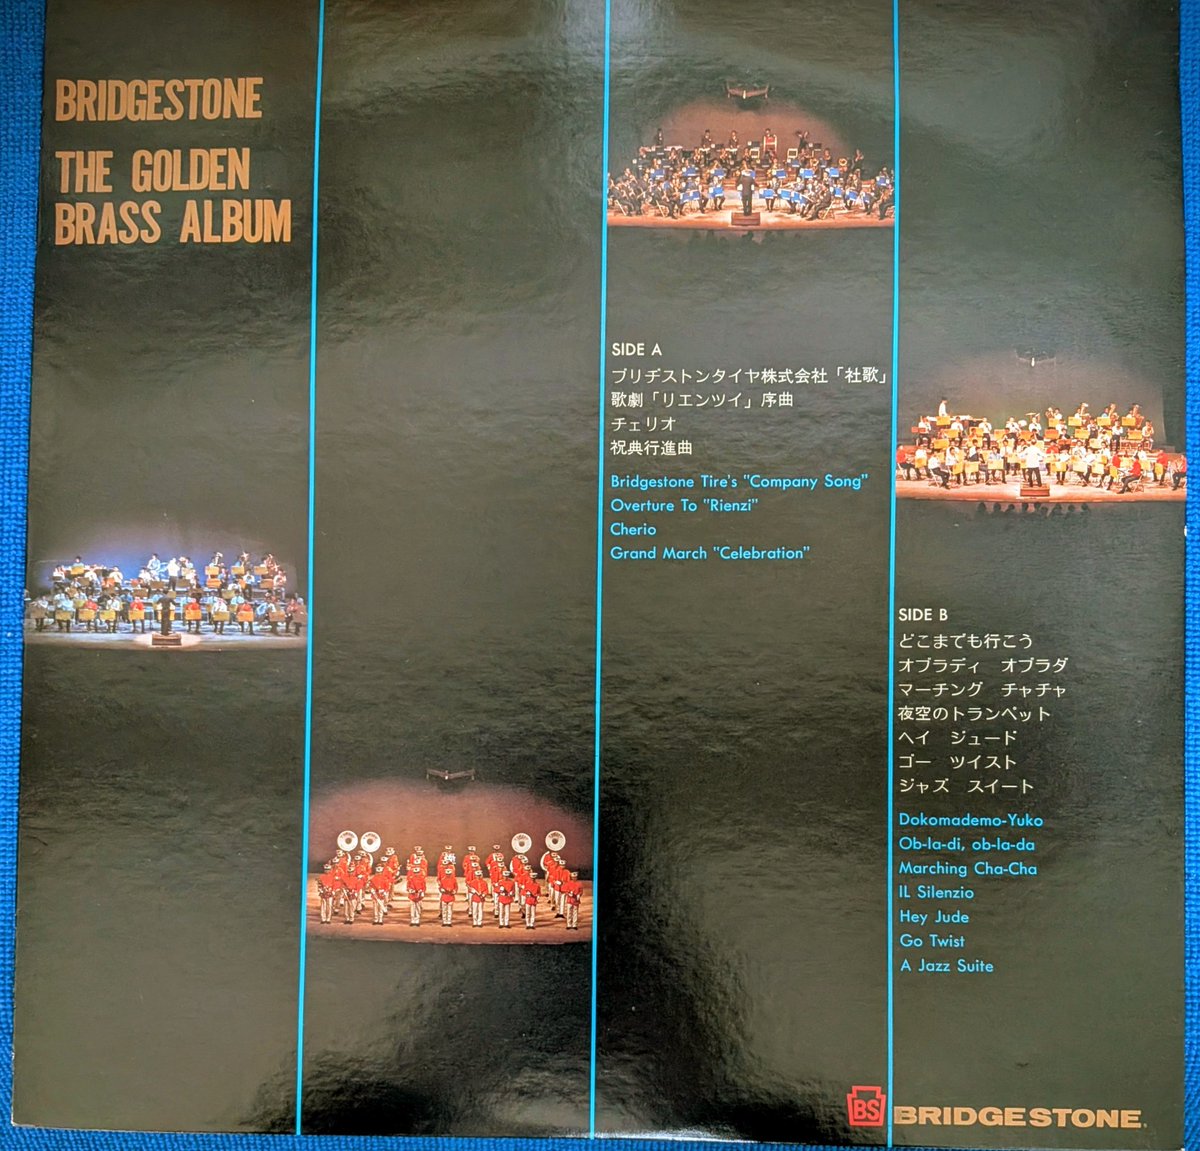 BRIDGESTONE
THE GOLDEN
BRASS ALBUM
SIDE A
ブリヂストンタイヤ株式会社「社歌」
歌劇「リエンツイ」序曲
チェリオ
祝典行進曲
Bridgestone Tire's "Company Song"
Overture To "Rienzi"
Cherio
Grand March "Celebration"
SIDE B
どこまでも行こう
オブラディ　オブラダ
マーチング　チャチャ
夜空のトランペット
ヘイ　ジュード
ゴー　ツイスト
ジャズ　スイート
Dokomademo-Yuko
Ob-la-di, ob-la-da
Marching Cha-Cha
IL Silenzio
Hey Jude
Go Twist
A Jazz Suite
BS BRIDGESTONE